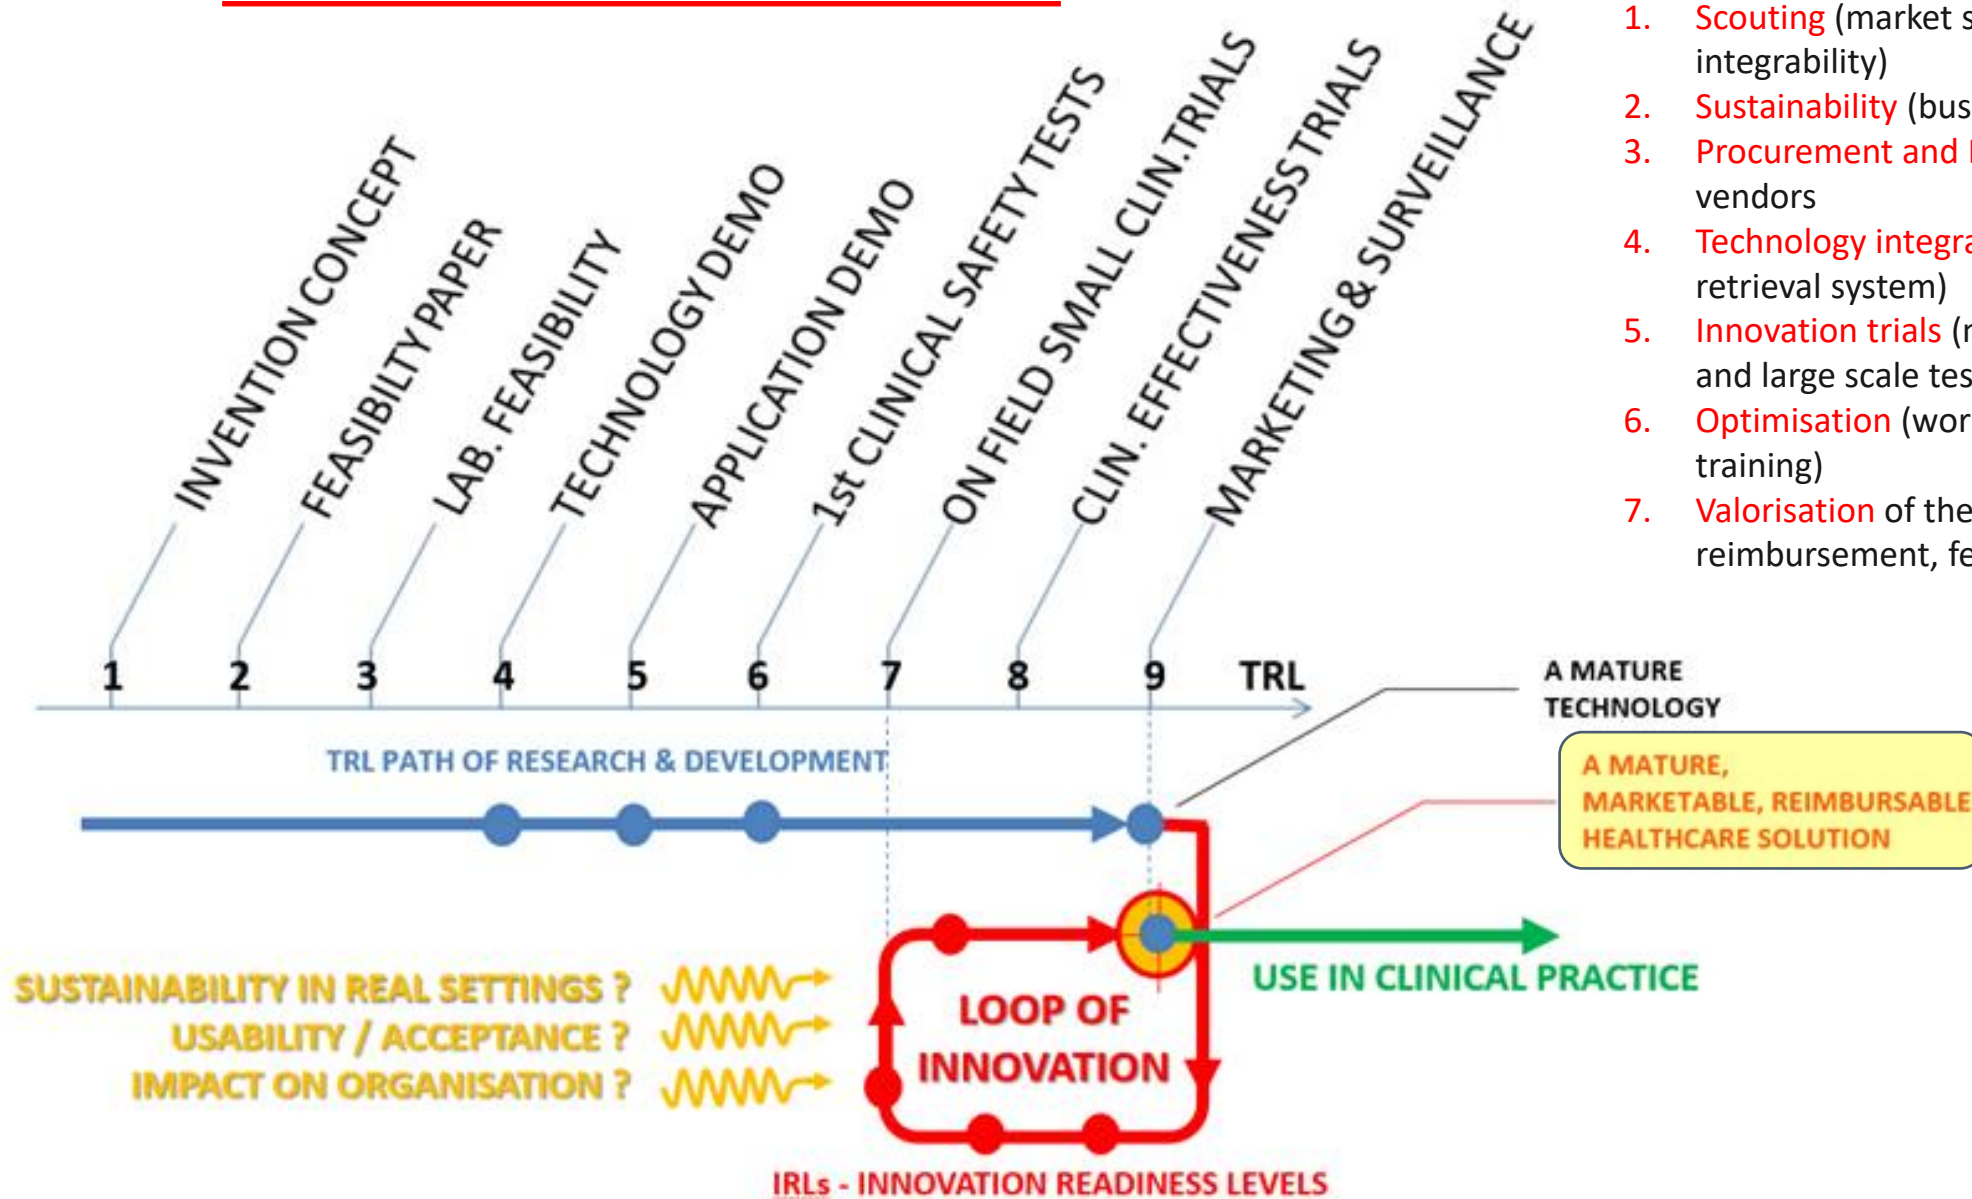 INVENTION CONCEPT
FEASIBILTY PAPER
LAB. FEASIBILITY
TECHNOLOGY DEMO
APPLICATION DEMO
1st CLINICAL SAFETY TESTS
ON FIELD SMALL CLIN.TRIALS
CLIN. EFFECTIVENESS TRIALS
MARKETING & SURVEILLANCE
1. Scouting (market s
integrability)
2. Sustainability (bus
3. Procurement and
vendors
4. Technology integra
retrieval system)
5. Innovation trials (
and large scale tes
6. Optimisation (wor
training)
7. Valorisation of the
reimbursement, fe
1 2 3 4 5 6 7 8 9 TRL
A MATURE
TECHNOLOGY
TRL PATH OF RESEARCH & DEVELOPMENT
A MATURE,
MARKETABLE, REIMBURSABLE
HEALTHCARE SOLUTION
SUSTAINABILITY IN REAL SETTINGS ?
USABILITY / ACCEPTANCE ?
IMPACT ON ORGANISATION ?
LOOP OF
INNOVATION
USE IN CLINICAL PRACTICE
IRLs - INNOVATION READINESS LEVELS